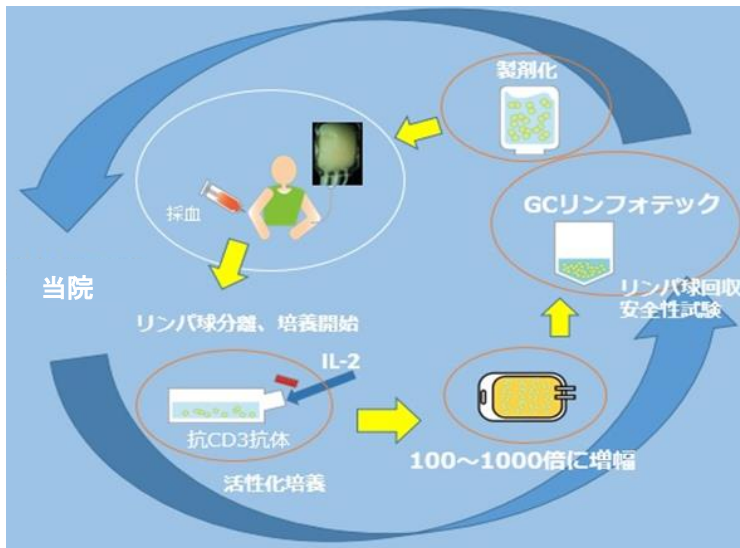 製剤化
採血
GCリンフォテック
リンパ球回収
安全性試験
当院
リンパ球分離、培養開始
IL-2
抗CD3抗体
活性化培養
100～1000倍に増幅